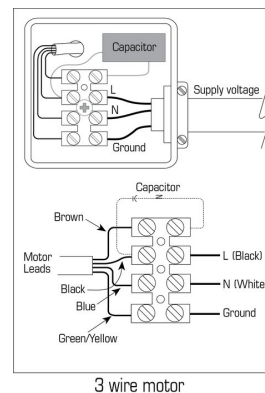 Capacitor
L
Supply voltage
N
Ground
Capacitor
Brown
Motor
Leads
L (Black)
Black
N (White
Blue
Ground
Green/Yellow
3 wire motor